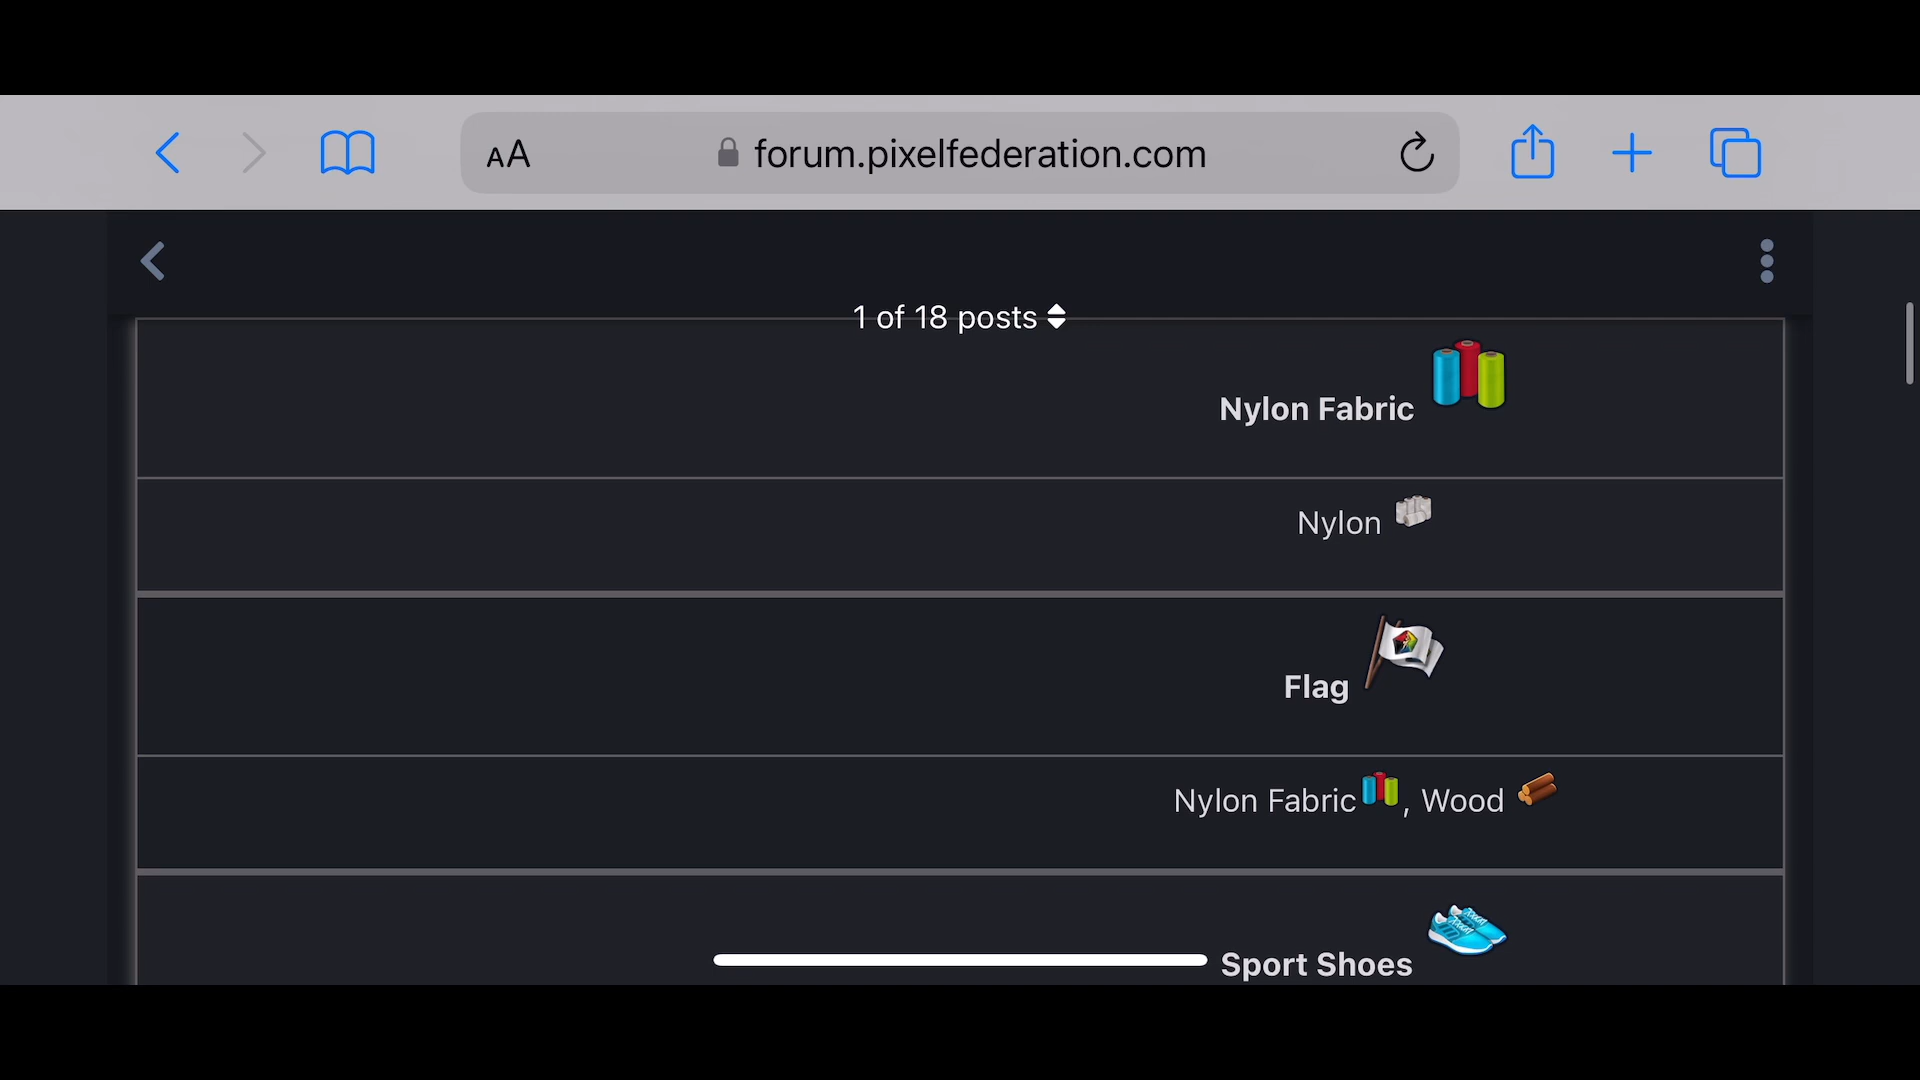 AA forum.pixelfederation.com
1 of 18 posts
Nylon Fabric
Nylon
Flag
Nylon Fabric, Wood
Sport Shoes